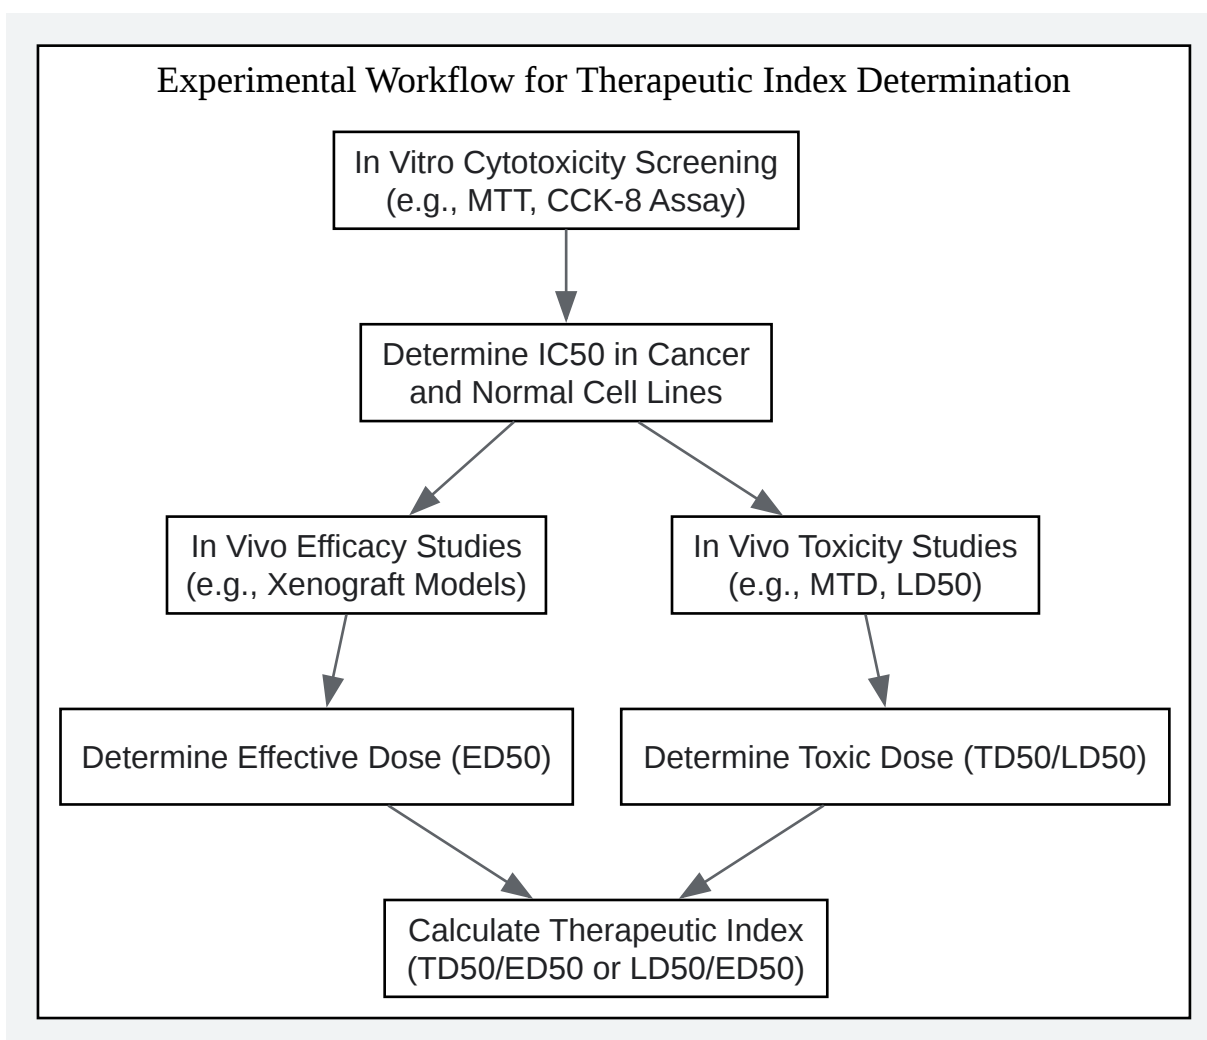 Experimental Workflow for Therapeutic Index Determination
In Vitro Cytotoxicity Screening
(e.g., MTT, CCK-8 Assay)
Determine IC50 in Cancer
and Normal Cell Lines
In Vivo Efficacy Studies
(e.g., Xenograft Models)
In Vivo Toxicity Studies
(e.g., MTD, LD50)
Determine Effective Dose (ED50)
Determine Toxic Dose (TD50/LD50)
Calculate Therapeutic Index
(TD50/ED50 or LD50/ED50)